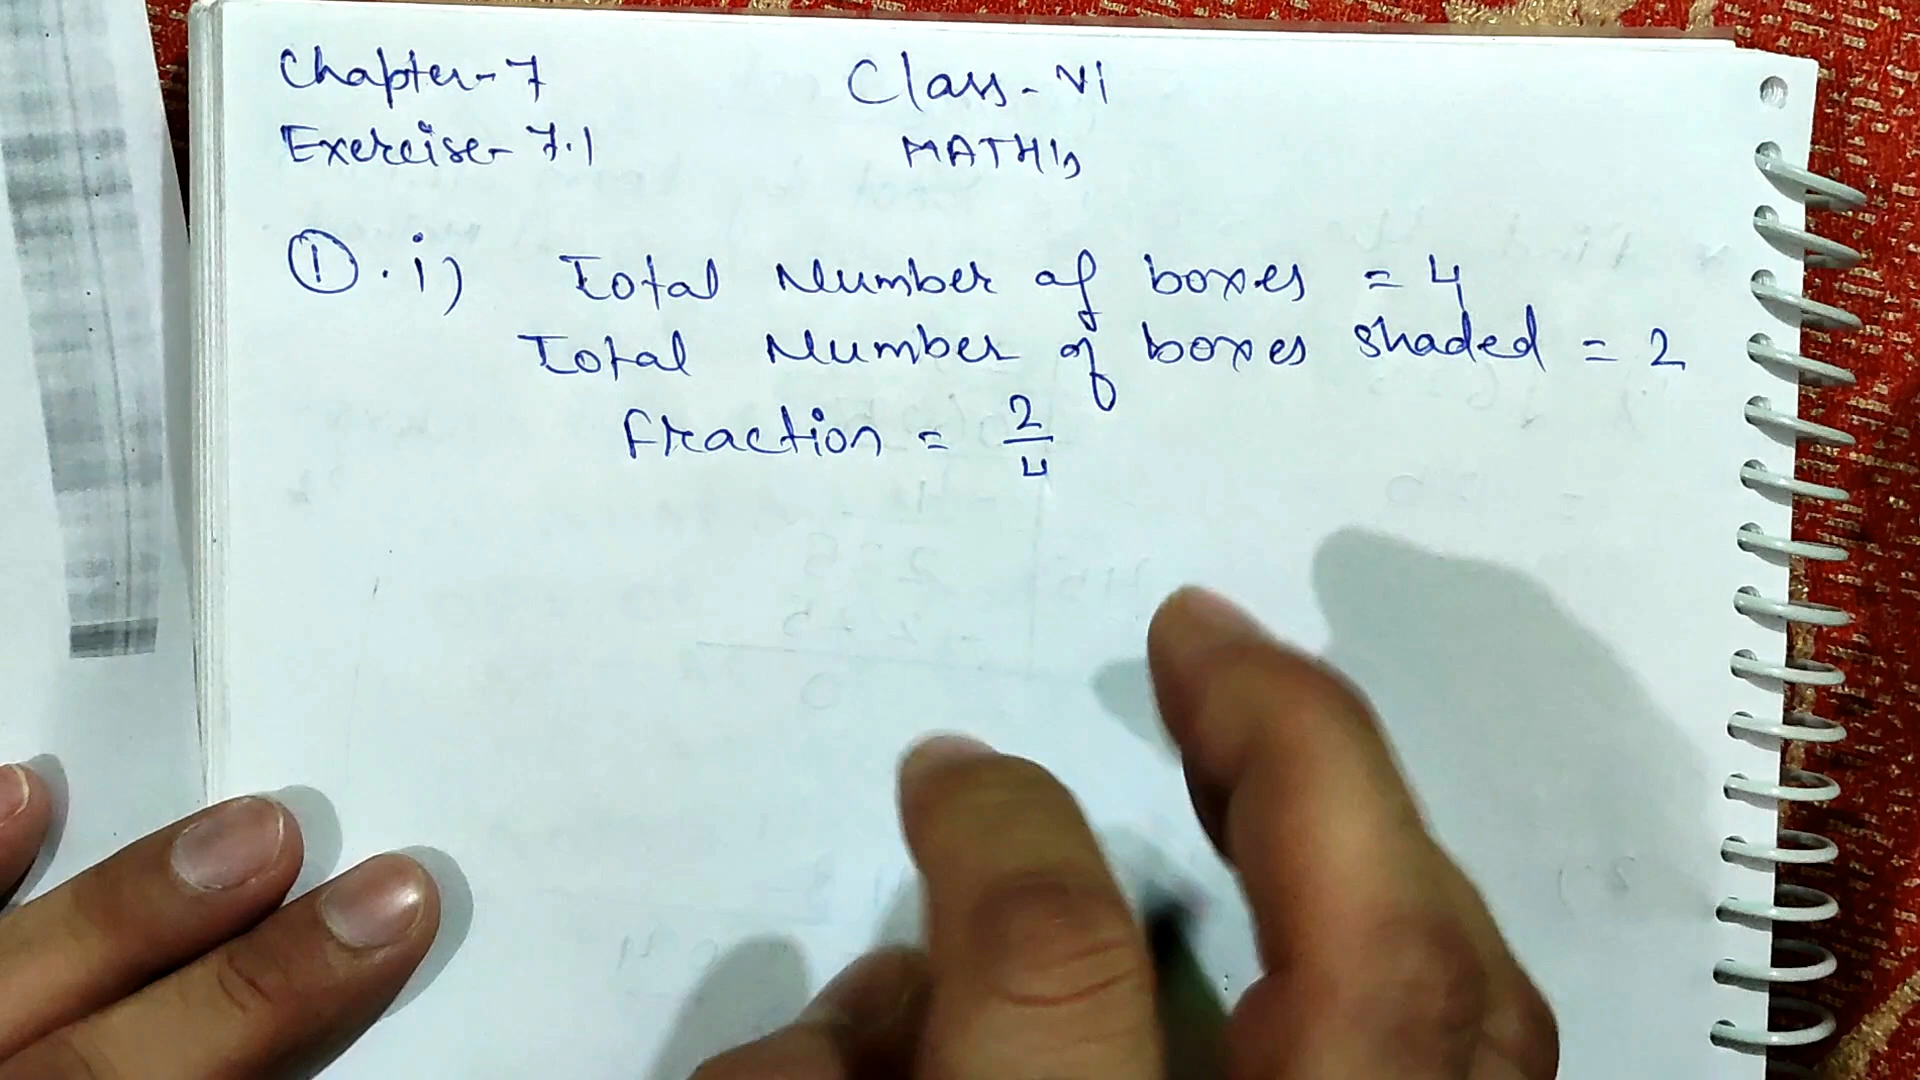 Chapter-7
Class-VI
Exercise-7.1
MATHs
① . i) Total Number of boxes = 4
Total Number of boxes shaded = 2
fraction = 2/4